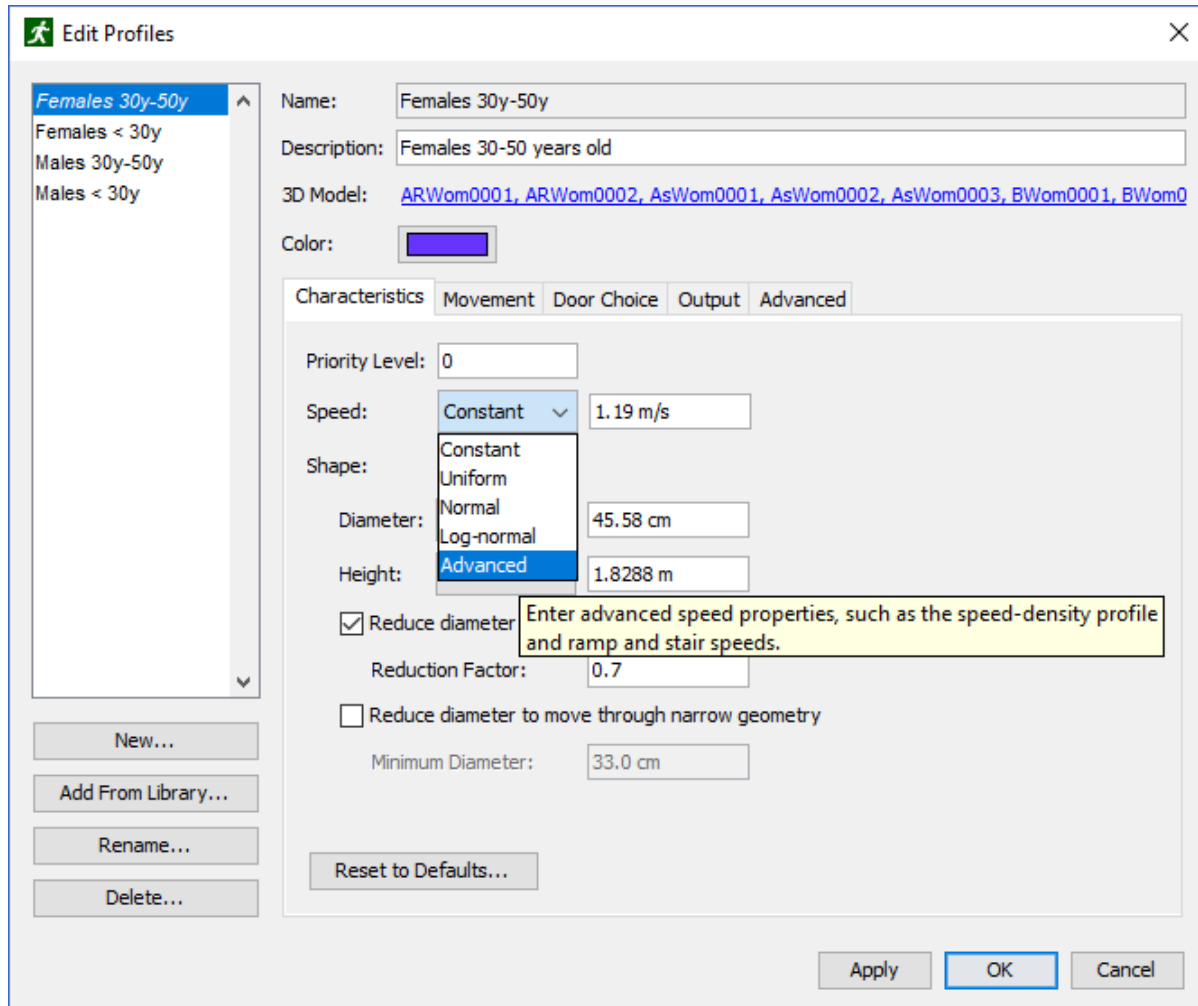 Edit Profiles
Females 30y-50y
Females < 30y
Males 30y-50y
Males < 30y
New...
Add From Library...
Rename...
Delete...
Name: Females 30y-50y
Description: Females 30-50 years old
3D Model: ARWom0001, ARWom0002, AsWom0001, AsWom0002, AsWom0003, BWom0001, BWom0
Color:
Characteristics Movement Door Choice Output Advanced
Priority Level: 0
Speed: Constant 1.19 m/s
Constant
Uniform
Normal
Log-normal
Advanced
Shape:
Diameter: 45.58 cm
Height: 1.8288 m
Enter advanced speed properties, such as the speed-density profile
and ramp and stair speeds.
Reduce diameter
Reduction Factor: 0.7
Reduce diameter to move through narrow geometry
Minimum Diameter: 33.0 cm
Reset to Defaults...
Apply OK Cancel